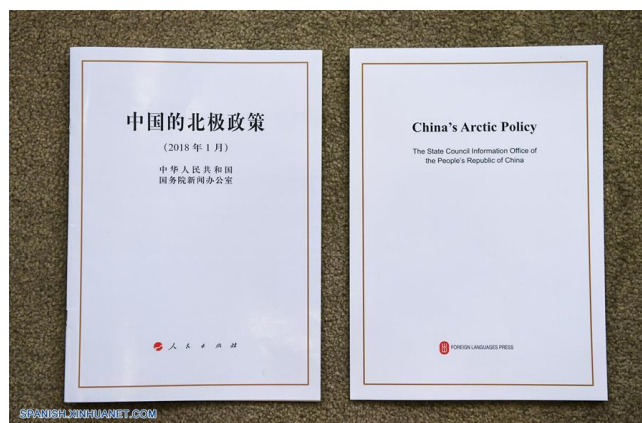 中国的北极政策
(2018年1月)
中华人民共和国
国务院新闻办公室
人民出版社
China's Arctic Policy
The State Council Information Office of
the People's Republic of China
FOREIGN LANGUAGES PRESS
SPANISH.XINHUANET.COM